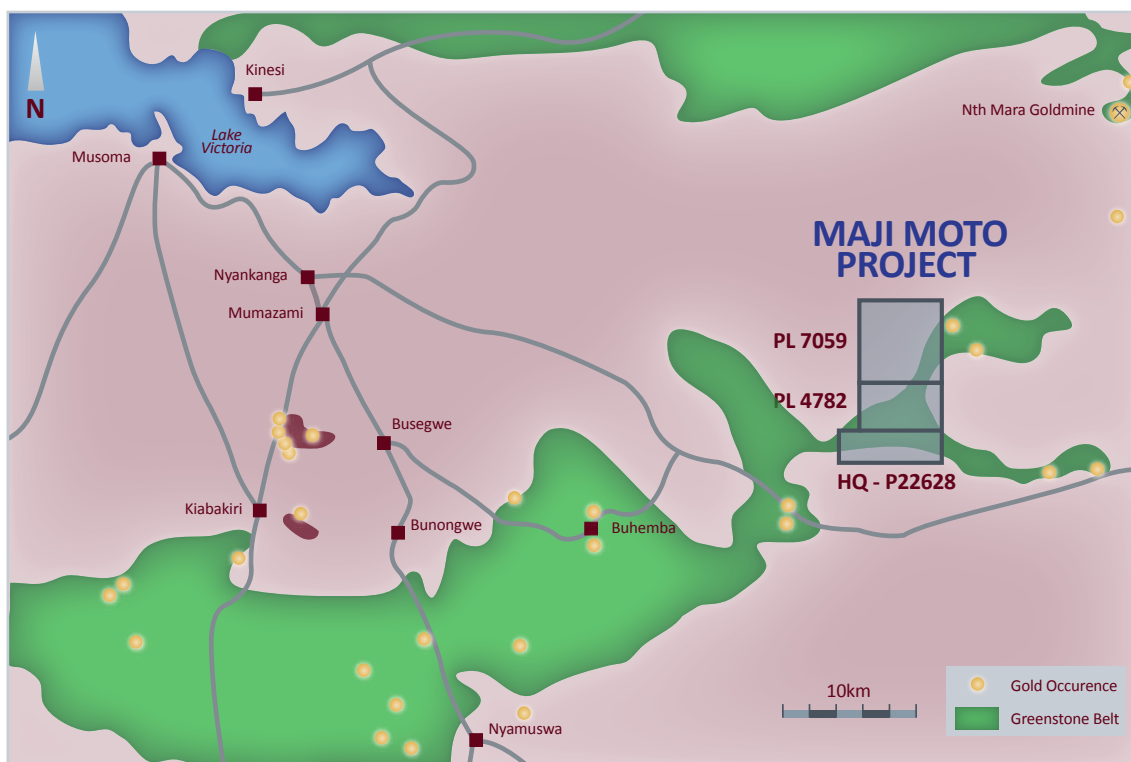 Kinesi
Nth Mara Goldmine
N
Lake
Victoria
Musoma
MAJI MOTO
PROJECT
Nyankanga
Mumazami
PL 7059
PL 4782
Busegwe
HQ - P22628
Kiabakiri
Bunongwe
Buhemba
10km
Gold Occurence
Greenstone Belt
Nyamuswa